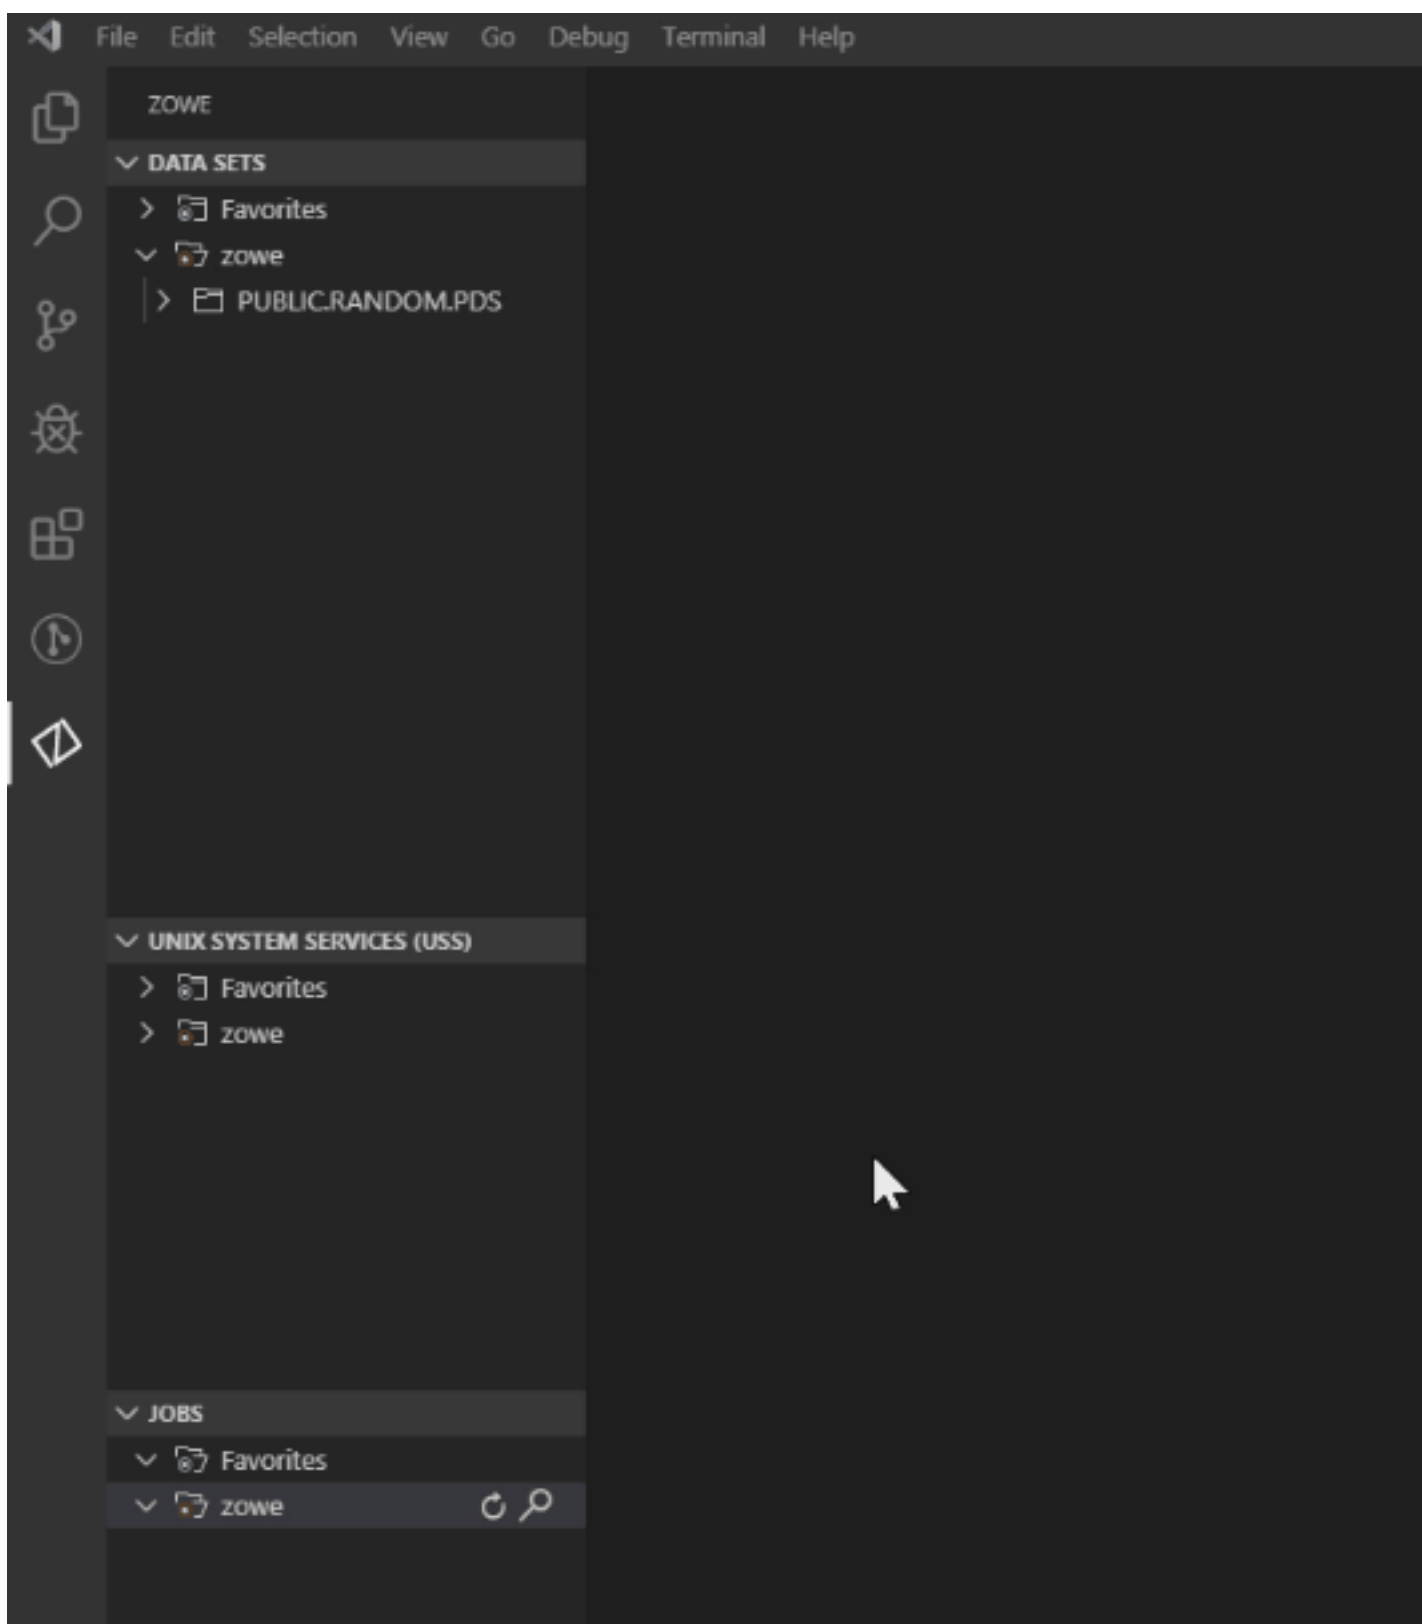 File Edit Selection View Go Debug Terminal Help
ZOWE
DATA SETS
Favorites
zowe
PUBLIC.RANDOM.PDS
UNIX SYSTEM SERVICES (USS)
Favorites
zowe
JOBS
Favorites
zowe